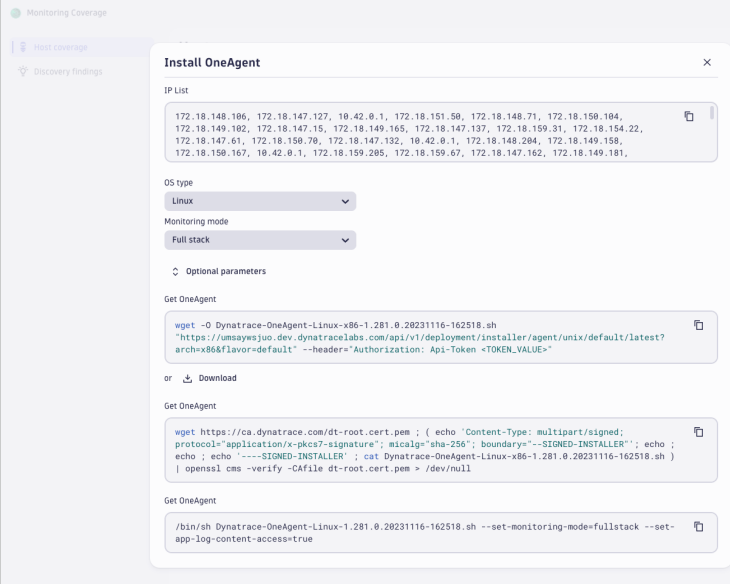 Monitoring Coverage
Host coverage
Discovery findings
Install OneAgent
IP List
172.18.148.106, 172.18.147.127, 10.42.0.1, 172.18.151.50, 172.18.148.71, 172.18.150.104,
172.18.149.102, 172.18.147.15, 172.18.149.165, 172.18.147.137, 172.18.159.31, 172.18.154.22,
172.18.147.61, 172.18.150.70, 172.18.147.132, 10.42.0.1, 172.18.148.204, 172.18.149.158,
172.18.150.167, 10.42.0.1, 172.18.159.205, 172.18.159.67, 172.18.147.162, 172.18.149.181,
OS type
Linux
Monitoring mode
Full stack
Optional parameters
Get OneAgent
wget -O Dynatrace-OneAgent-Linux-x86-1.281.0.20231116-162518.sh
"https://umsaywsjuo.dev.dynatracelabs.com/api/v1/deployment/installer/agent/unix/default/latest?
arch=x86&flavor=default" --header="Authorization: Api-Token <TOKEN_VALUE>"
or Download
Get OneAgent
wget https://ca.dynatrace.com/dt-root.cert.pem ; ( echo 'Content-Type: multipart/signed;
protocol="application/x-pkcs7-signature"; micalg="sha-256"; boundary="--SIGNED-INSTALLER"'; echo ;
echo ; echo '----SIGNED-INSTALLER' ; cat Dynatrace-OneAgent-Linux-x86-1.281.0.20231116-162518.sh )
| openssl cms -verify -CAfile dt-root.cert.pem > /dev/null
Get OneAgent
/bin/sh Dynatrace-OneAgent-Linux-1.281.0.20231116-162518.sh --set-monitoring-mode=fullstack --set-
app-log-content-access=true